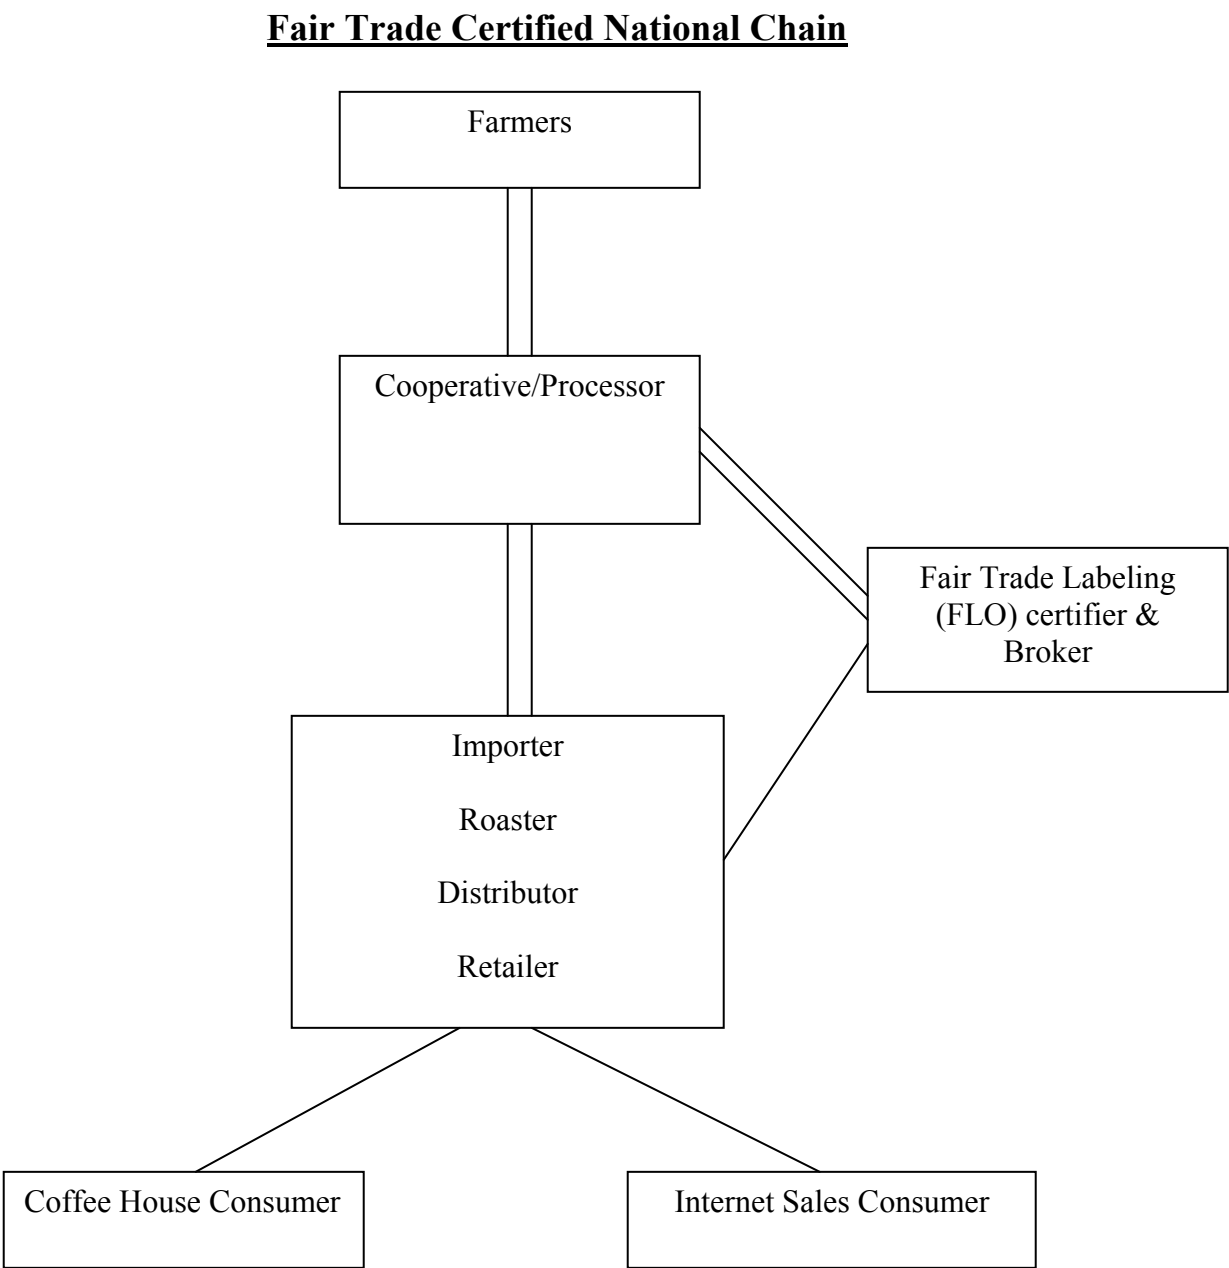 Fair Trade Certified National Chain
Farmers
Cooperative/Processor
Fair Trade Labeling
(FLO) certifier &
Broker
Importer
Roaster
Distributor
Retailer
Coffee House Consumer
Internet Sales Consumer